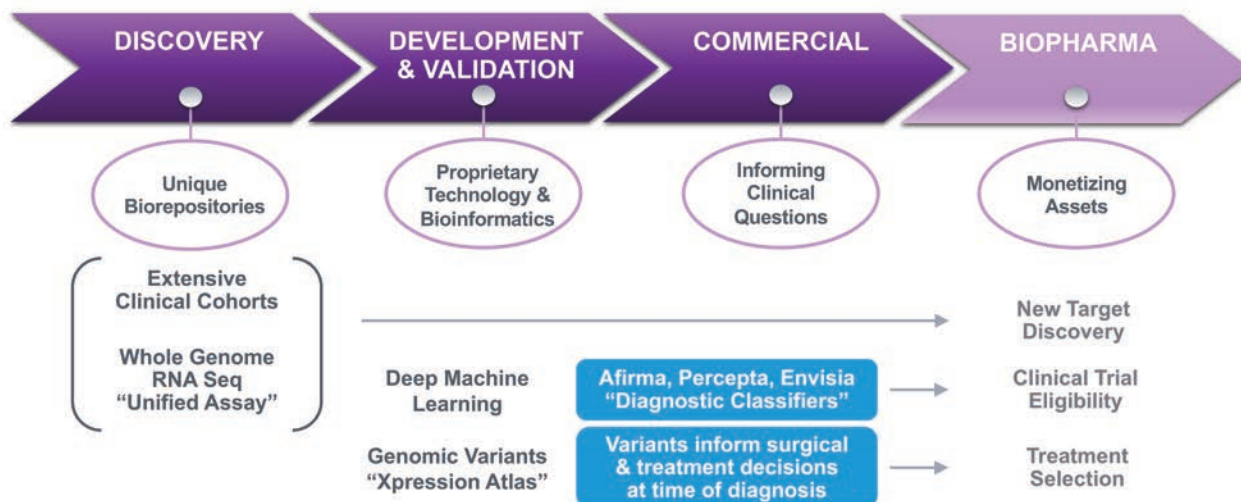 DISCOVERY
DEVELOPMENT
& VALIDATION
COMMERCIAL
BIOPHARMA
Unique
Biorepositories
Proprietary
Technology &
Bioinformatics
Informing
Clinical
Questions
Monetizing
Assets
Extensive
Clinical Cohorts
Whole Genome
RNA Seq
“Unified Assay”
New Target
Discovery
Deep Machine
Learning
Afirma, Percepta, Envisia
“Diagnostic Classifiers”
Clinical Trial
Eligibility
Genomic Variants
“Xpression Atlas”
Variants inform surgical
& treatment decisions
at time of diagnosis
Treatment
Selection